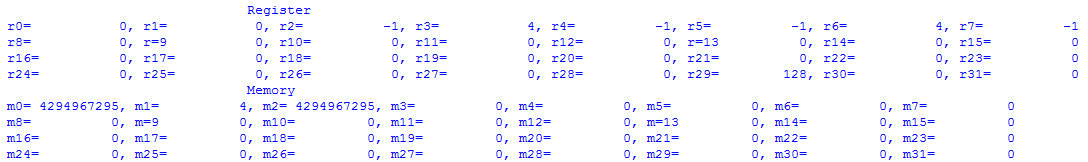 Register
r0= 0, r1= 0, r2= -1, r3= 4, r4= -1, r5= -1, r6= 4, r7= -1
r8= 0, r=9 0, r10= 0, r11= 0, r12= 0, r=13 0, r14= 0, r15= 0
r16= 0, r17= 0, r18= 0, r19= 0, r20= 0, r21= 0, r22= 0, r23= 0
r24= 0, r25= 0, r26= 0, r27= 0, r28= 0, r29= 128, r30= 0, r31= 0
Memory
m0= 4294967295, m1= 4, m2= 4294967295, m3= 0, m4= 0, m5= 0, m6= 0, m7= 0
m8= 0, m=9 0, m10= 0, m11= 0, m12= 0, m=13 0, m14= 0, m15= 0
m16= 0, m17= 0, m18= 0, m19= 0, m20= 0, m21= 0, m22= 0, m23= 0
m24= 0, m25= 0, m26= 0, m27= 0, m28= 0, m29= 0, m30= 0, m31= 0